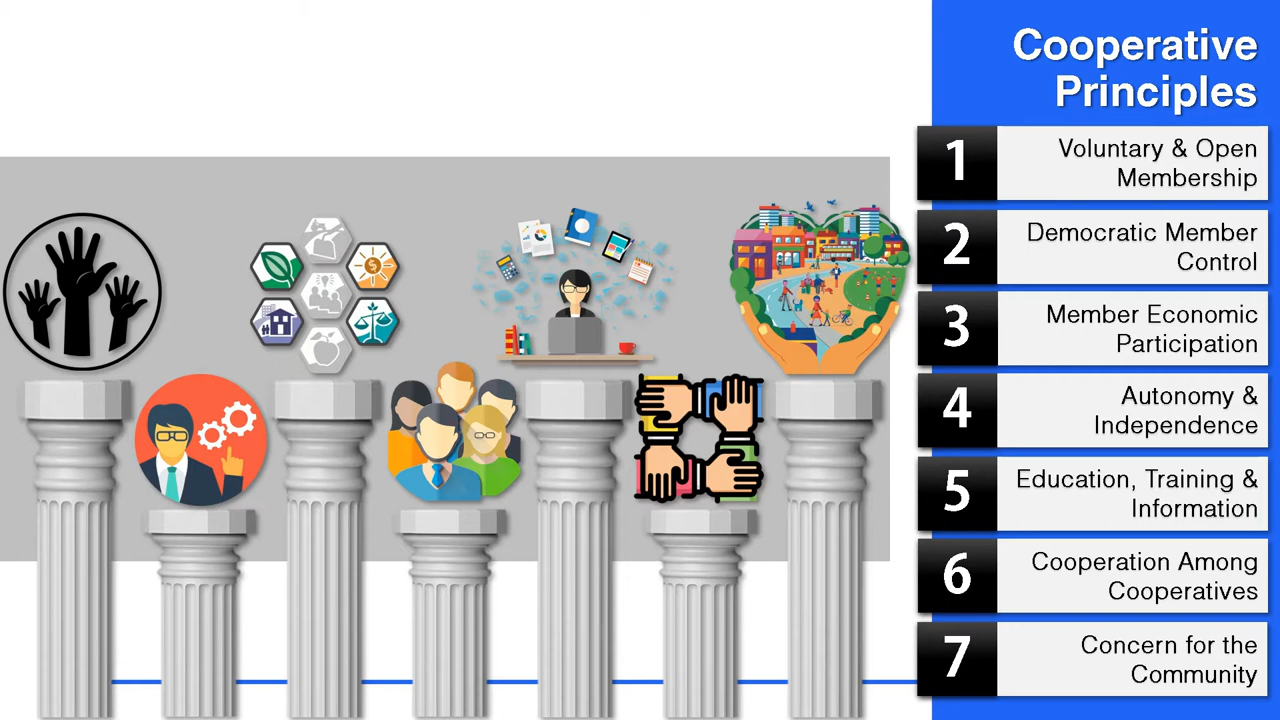 Cooperative
Principles
1
Voluntary & Open
Membership
2
Democratic Member
Control
3
Member Economic
Participation
4
Autonomy &
Independence
5
Education, Training &
Information
6
Cooperation Among
Cooperatives
7
Concern for the
Community